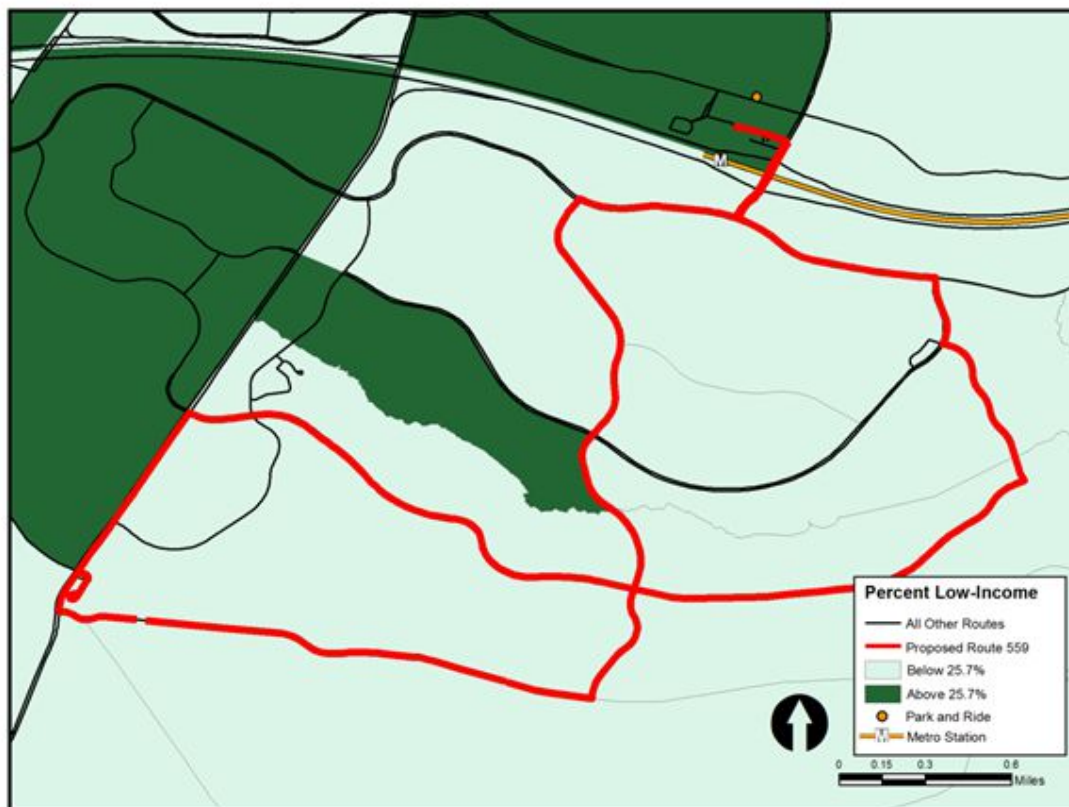 M
Percent Low-Income
All Other Routes
Proposed Route 559
Below 25.7%
Above 25.7%
Park and Ride
M Metro Station
0 0.15 0.3 0.6
Miles